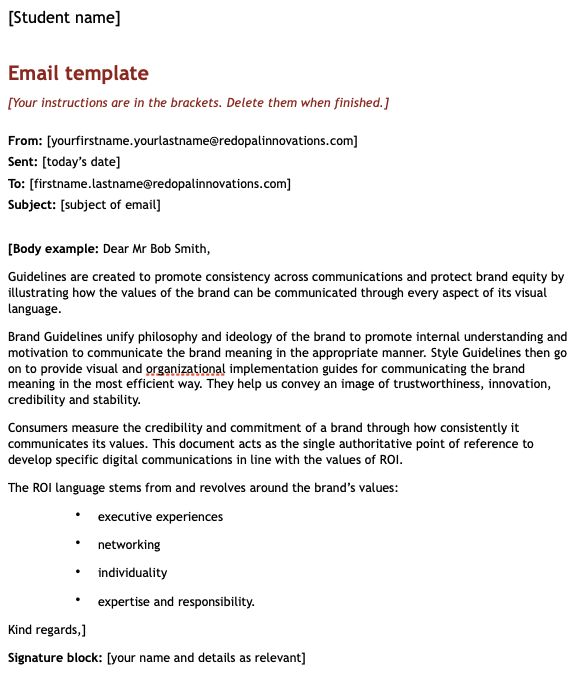 [Student name]
Email template
[Your instructions are in the brackets. Delete them when finished.]
From: [yourfirstname.yourlastname@redopalinnovations.com]
Sent: [today’s date]
To: [firstname.lastname@redopalinnovations.com]
Subject: [subject of email]
[Body example: Dear Mr Bob Smith,
Guidelines are created to promote consistency across communications and protect brand equity by
illustrating how the values of the brand can be communicated through every aspect of its visual
language.
Brand Guidelines unify philosophy and ideology of the brand to promote internal understanding and
motivation to communicate the brand meaning in the appropriate manner. Style Guidelines then go
on to provide visual and organizational implementation guides for communicating the brand
meaning in the most efficient way. They help us convey an image of trustworthiness, innovation,
credibility and stability.
Consumers measure the credibility and commitment of a brand through how consistently it
communicates its values. This document acts as the single authoritative point of reference to
develop specific digital communications in line with the values of ROI.
The ROI language stems from and revolves around the brand’s values:
• executive experiences
• networking
• individuality
• expertise and responsibility.
Kind regards,]
Signature block: [your name and details as relevant]